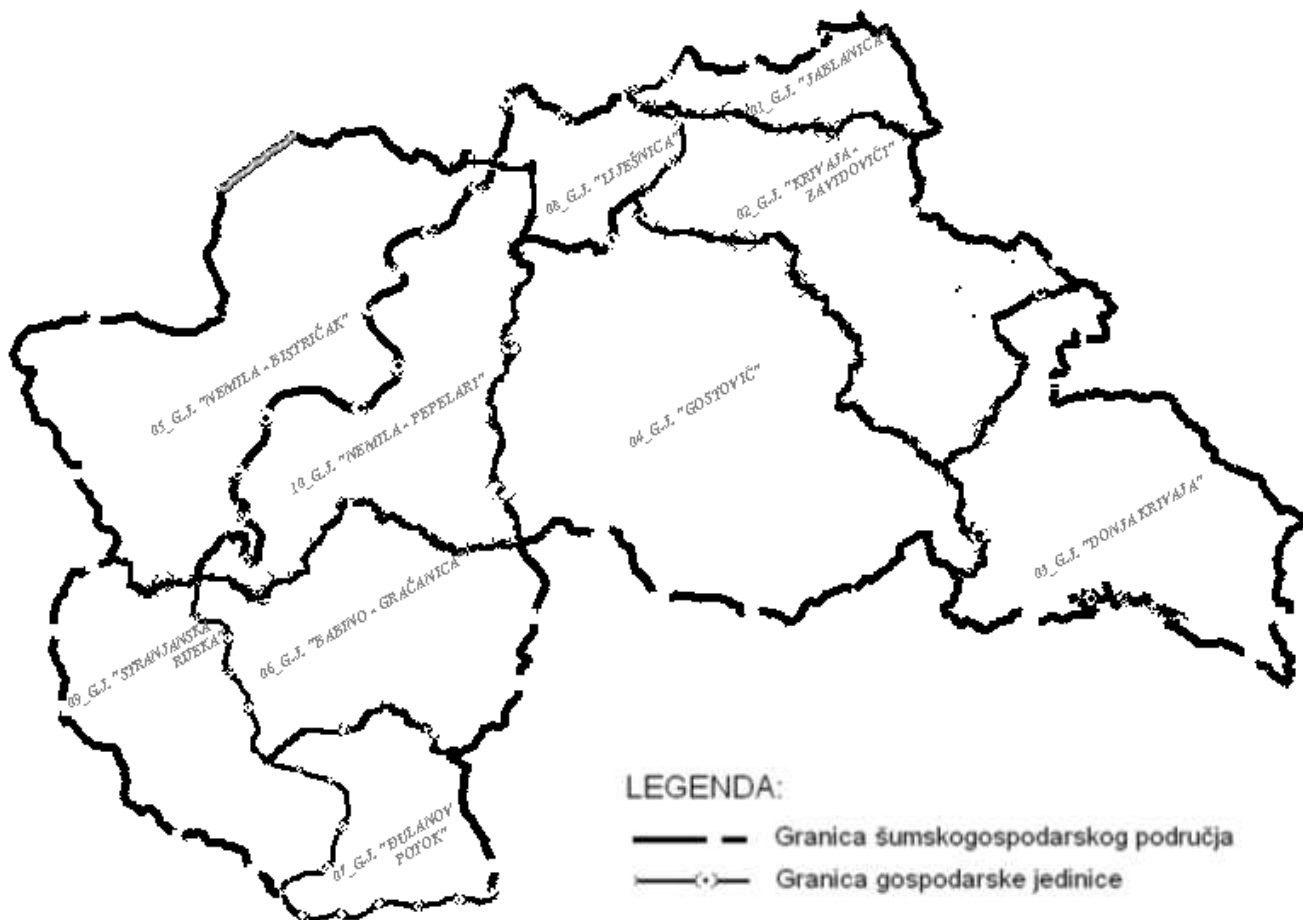 01_G.J. "JABLANICA"
08_G.J. "LIJEŠNICA"
02_G.J. "KRIVAJA -
ZAVIDOVIĆI"
05_G.J. "NEMILA - BISTRIČAK"
10_G.J. "NEMILA - PEPELARI"
04_G.J. "GOSTOVIĆ"
03_G.J. "DONJA KRIVAJA"
09_G.J. "STRANJANSKA
RIJEKA"
06_G.J. "BABINO - GRAČANICA"
07_G.J. "ĐULANOV
POTOK"
LEGENDA:
Granica šumskogospodarskog područja
Granica gospodarske jedinice